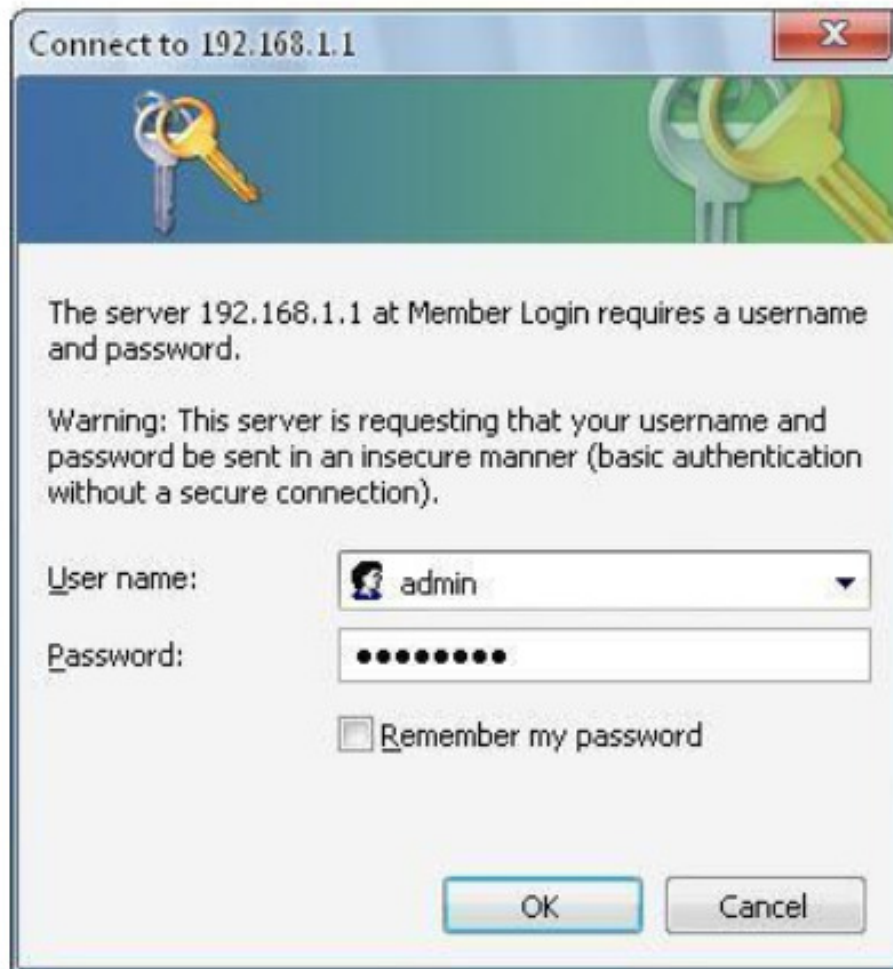 Connect to 192.168.1.1
The server 192.168.1.1 at Member Login requires a username
and password.
Warning: This server is requesting that your username and
password be sent in an insecure manner (basic authentication
without a secure connection).
User name:
admin
Password:
••••••••
Remember my password
OK
Cancel